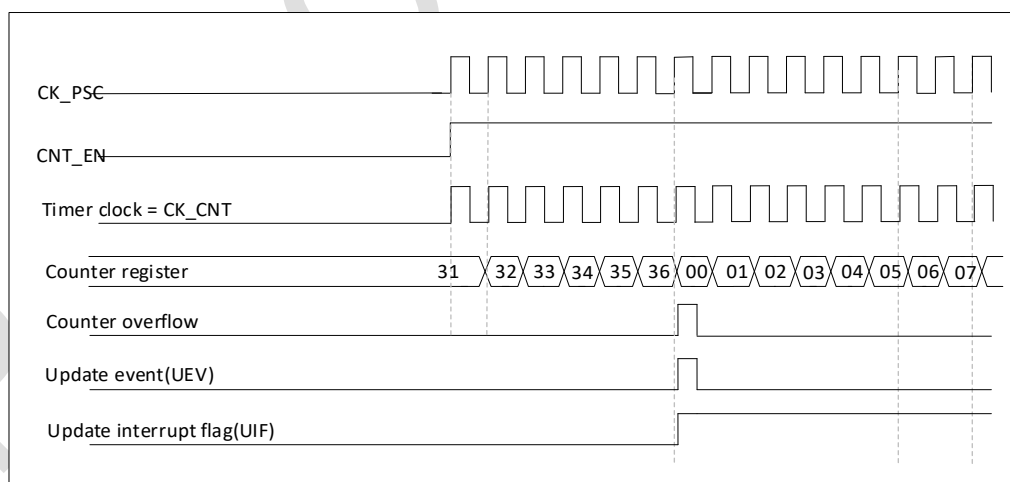 CK_PSC
CNT_EN
Timer clock = CK_CNT
Counter register 31 32 33 34 35 36 00 01 02 03 04 05 06 07
Counter overflow
Update event(UEV)
Update interrupt flag(UIF)